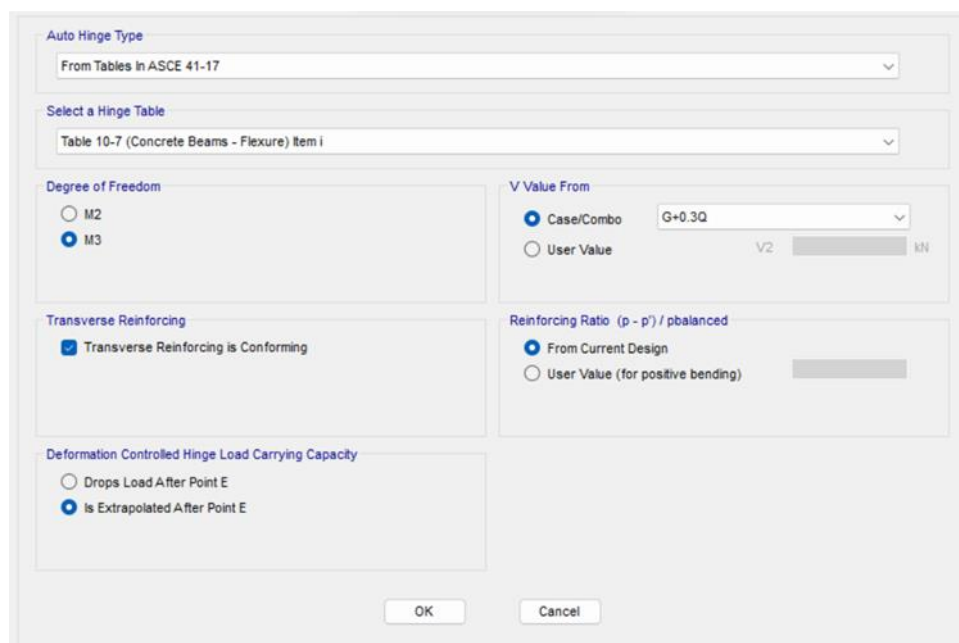 Auto Hinge Type
From Tables In ASCE 41-17
Select a Hinge Table
Table 10-7 (Concrete Beams - Flexure) Item i
Degree of Freedom
M2
M3
V Value From
Case/Combo G+0.3Q
User Value V2 kN
Transverse Reinforcing
Transverse Reinforcing is Conforming
Reinforcing Ratio (p - p') / pbalanced
From Current Design
User Value (for positive bending)
Deformation Controlled Hinge Load Carrying Capacity
Drops Load After Point E
Is Extrapolated After Point E
OK Cancel